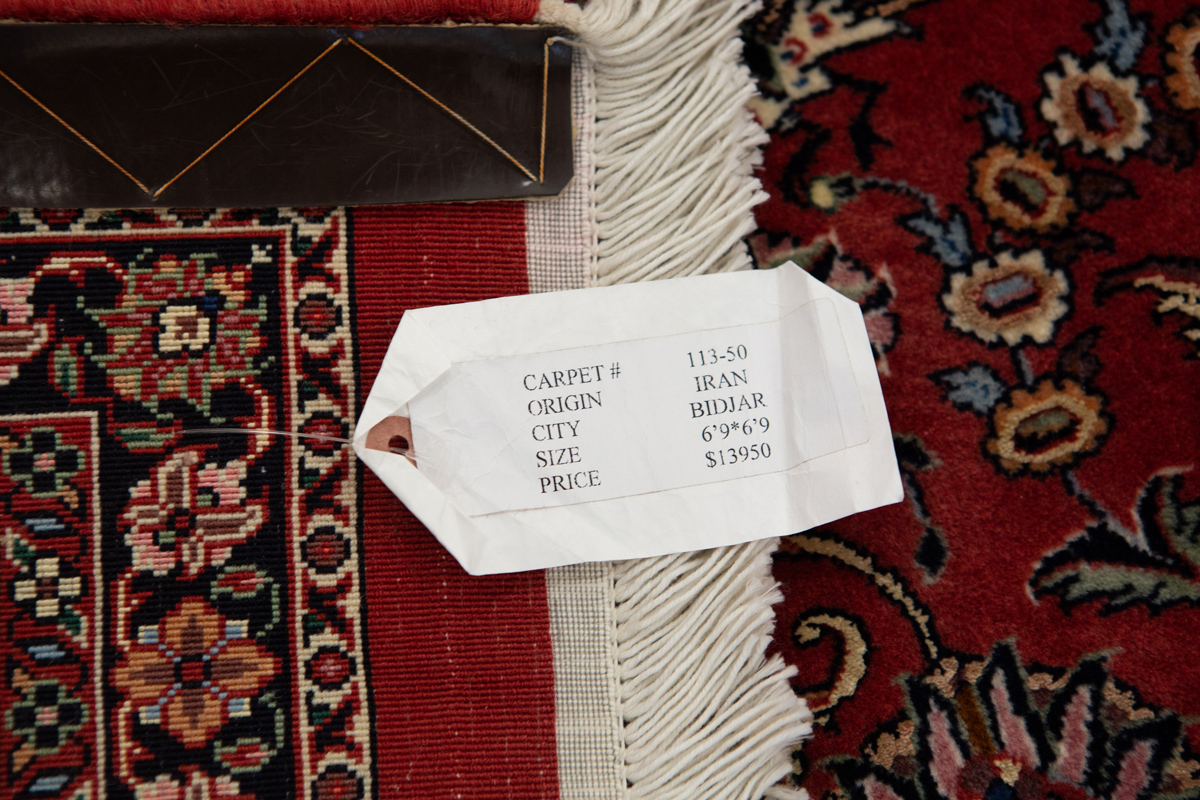 CARPET # 113-50
ORIGIN IRAN
CITY BIDJAR
SIZE 6'9*6'9
PRICE $13950